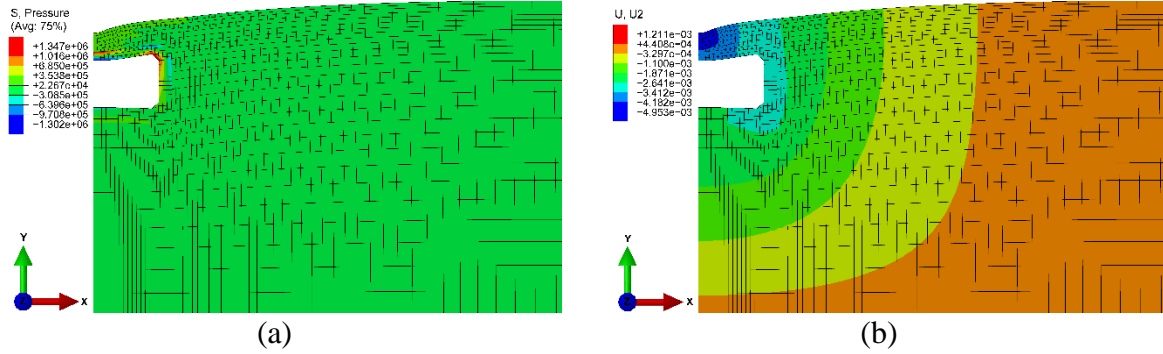 S, Pressure
(Avg: 75%)
+1.347e+06
+1.016e+06
+6.850e+05
+3.538e+05
+2.267e+04
-3.085e+05
-6.396e+05
-9.708e+05
-1.302e+06
Y
X
Z
(a)
U, U2
+1.211e-03
+4.408e-04
-3.297e-04
-1.100e-03
-1.871e-03
-2.641e-03
-3.412e-03
-4.182e-03
-4.953e-03
Y
X
Z
(b)